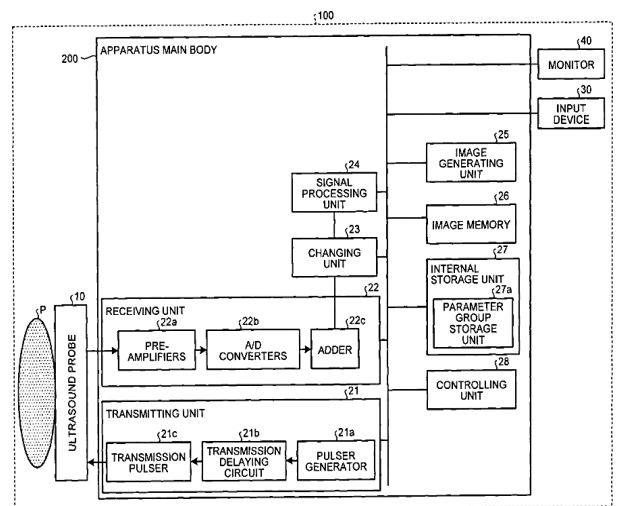 100
200
APPARATUS MAIN BODY
40
MONITOR
30
INPUT
DEVICE
25
IMAGE
GENERATING
UNIT
24
SIGNAL
PROCESSING
UNIT
26
IMAGE MEMORY
23
CHANGING
UNIT
27
INTERNAL
STORAGE UNIT
27a
PARAMETER
GROUP
STORAGE
UNIT
22
RECEIVING UNIT
22a
PRE-
AMPLIFIERS
22b
A/D
CONVERTERS
22c
ADDER
P
10
ULTRASOUND PROBE
28
CONTROLLING
UNIT
21
TRANSMITTING UNIT
21c
TRANSMISSION
PULSER
21b
TRANSMISSION
DELAYING
CIRCUIT
21a
PULSER
GENERATOR